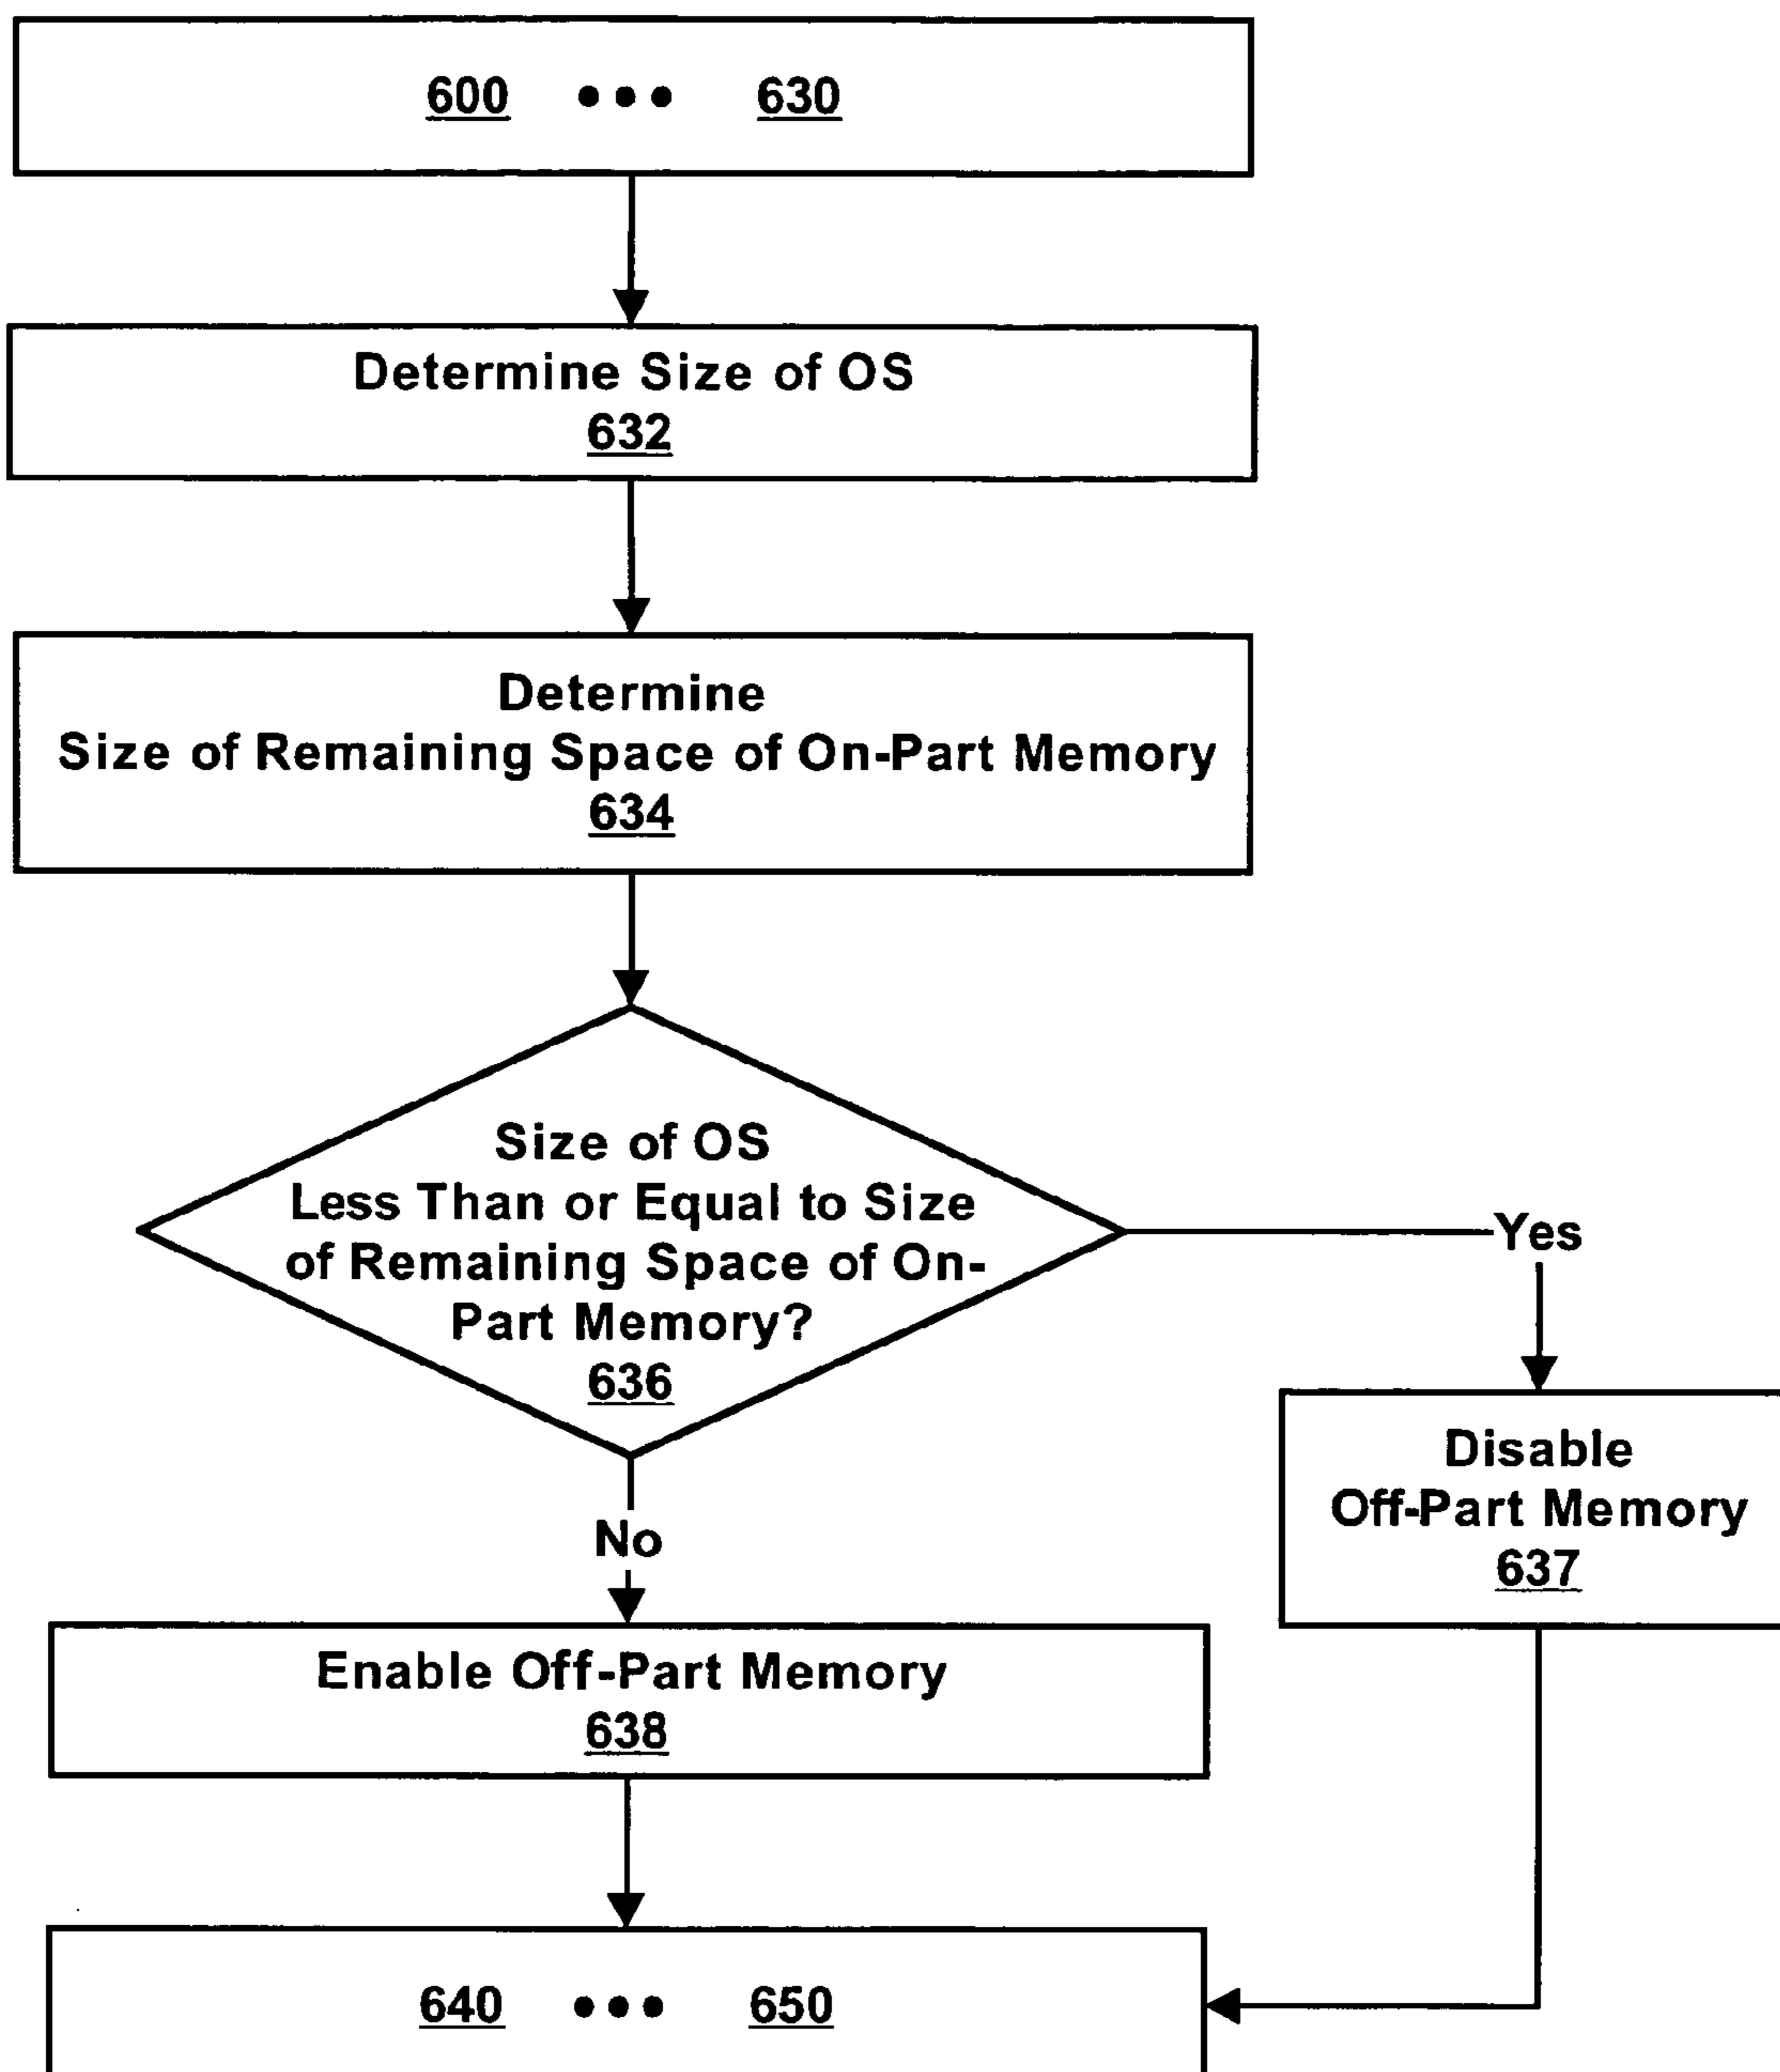 600 ••• 630
Determine Size of OS
632
Determine
Size of Remaining Space of On-Part Memory
634
Size of OS
Less Than or Equal to Size
of Remaining Space of On-
Part Memory?
636
Yes
Disable
Off-Part Memory
637
No
Enable Off-Part Memory
638
640 ••• 650